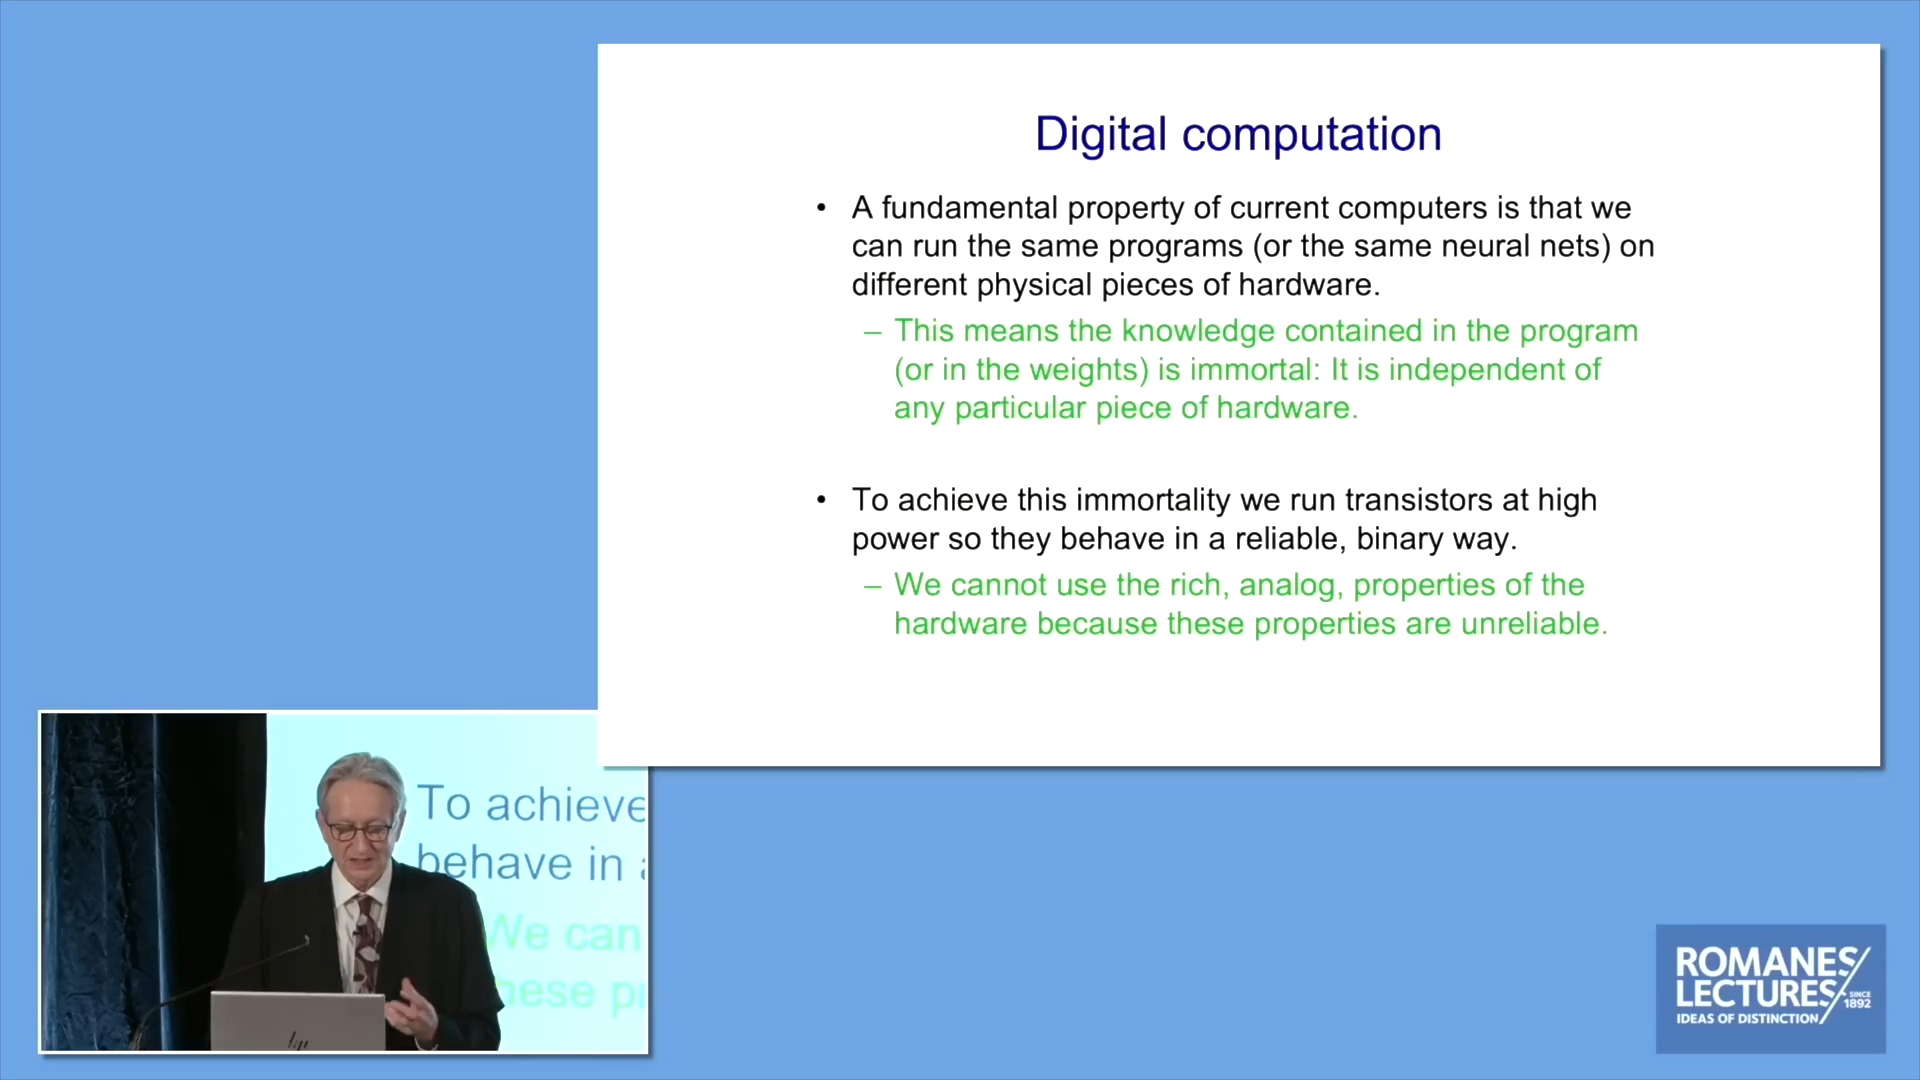 Digital computation
• A fundamental property of current computers is that we
can run the same programs (or the same neural nets) on
different physical pieces of hardware.
– This means the knowledge contained in the program
(or in the weights) is immortal: It is independent of
any particular piece of hardware.
• To achieve this immortality we run transistors at high
power so they behave in a reliable, binary way.
– We cannot use the rich, analog, properties of the
hardware because these properties are unreliable.
To achieve
behave in a
We can
these pr
hp
ROMANES
LECTURES
SINCE
1892
IDEAS OF DISTINCTION